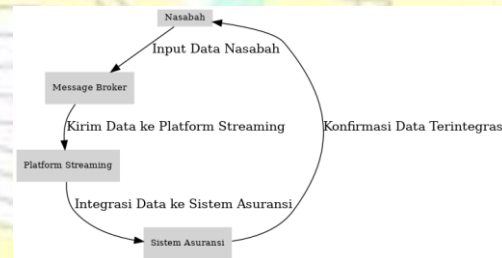 Nasabah
Input Data Nasabah
Message Broker
Kirim Data ke Platform Streaming
Konfirmasi Data Terintegras
Platform Streaming
Integrasi Data ke Sistem Asuransi
Sistem Asuransi